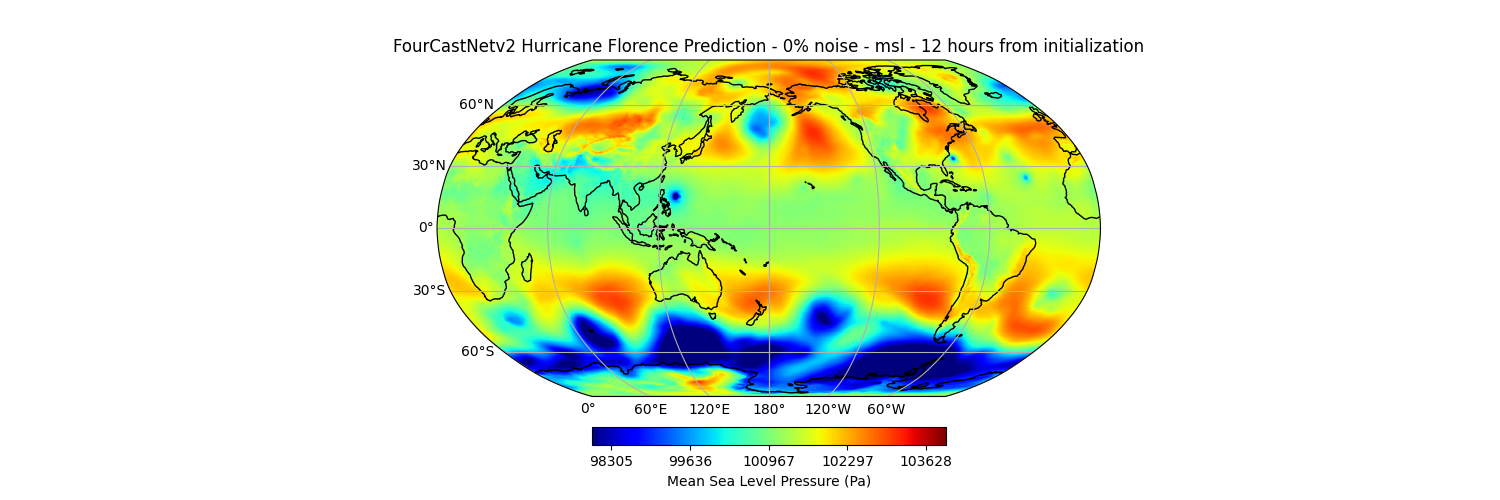 FourCastNetv2 Hurricane Florence Prediction - 0% noise - msl - 12 hours from initialization
60°N
30°N
0°
30°S
60°S
0° 60°E 120°E 180° 120°W 60°W
98305 99636 100967 102297 103628
Mean Sea Level Pressure (Pa)